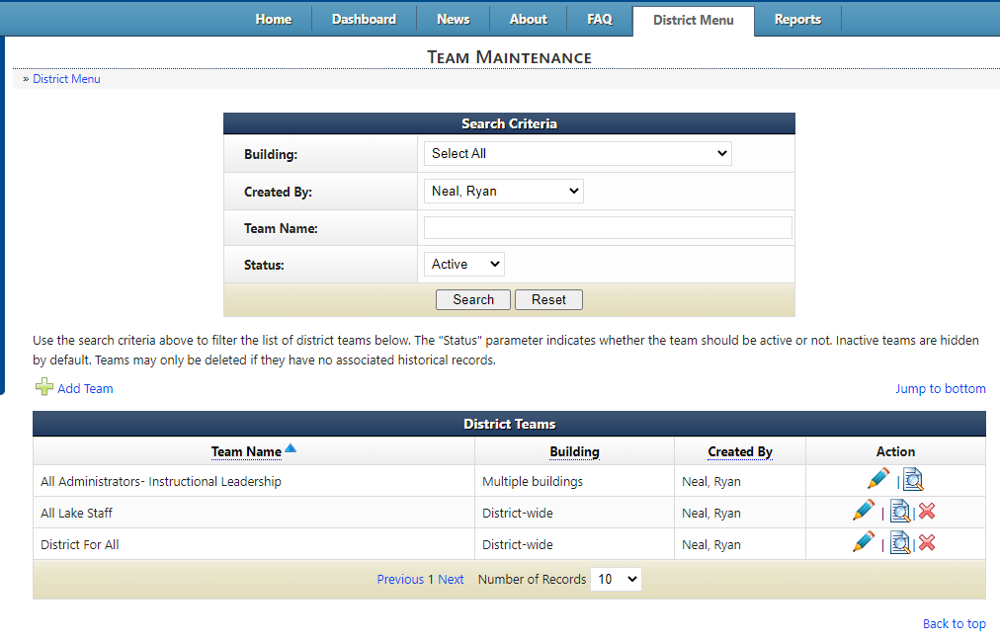 Home Dashboard News About FAQ District Menu Reports
Team Maintenance
» District Menu
Search Criteria
Building: Select All
Created By: Neal, Ryan
Team Name:
Status: Active
Search Reset
Use the search criteria above to filter the list of district teams below. The "Status" parameter indicates whether the team should be active or not. Inactive teams are hidden
by default. Teams may only be deleted if they have no associated historical records.
Add Team Jump to bottom
District Teams
Team Name Building Created By Action
All Administrators- Instructional Leadership Multiple buildings Neal, Ryan |
All Lake Staff District-wide Neal, Ryan | |
District For All District-wide Neal, Ryan | |
Previous 1 Next Number of Records 10
Back to top